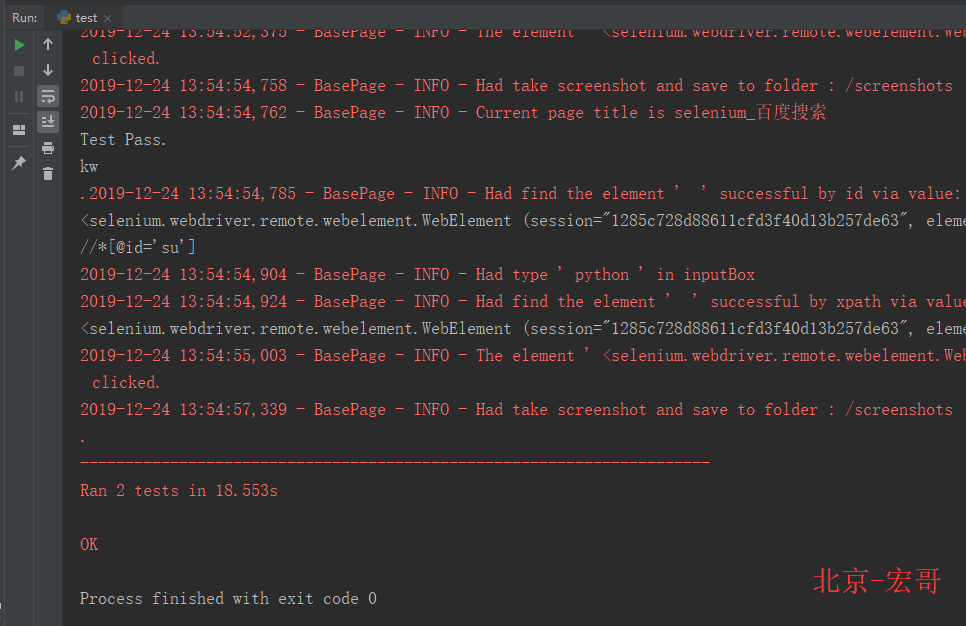 Run: test
2019-12-24 13:54:52,375 - BasePage - INFO - The element ' <selenium.webdriver.remote.webelement.Web
clicked.
2019-12-24 13:54:54,758 - BasePage - INFO - Had take screenshot and save to folder : /screenshots
2019-12-24 13:54:54,762 - BasePage - INFO - Current page title is selenium_百度搜索
Test Pass.
kw
.2019-12-24 13:54:54,785 - BasePage - INFO - Had find the element ' ' successful by id via value:
<selenium.webdriver.remote.webelement.WebElement (session="1285c728d88611cfd3f40d13b257de63", eleme
//*[@id='su']
2019-12-24 13:54:54,904 - BasePage - INFO - Had type ' python ' in inputBox
2019-12-24 13:54:54,924 - BasePage - INFO - Had find the element ' ' successful by xpath via value
<selenium.webdriver.remote.webelement.WebElement (session="1285c728d88611cfd3f40d13b257de63", eleme
2019-12-24 13:54:55,003 - BasePage - INFO - The element ' <selenium.webdriver.remote.webelement.Web
clicked.
2019-12-24 13:54:57,339 - BasePage - INFO - Had take screenshot and save to folder : /screenshots
.
----------------------------------------------------------------------
Ran 2 tests in 18.553s
OK
北京-宏哥
Process finished with exit code 0